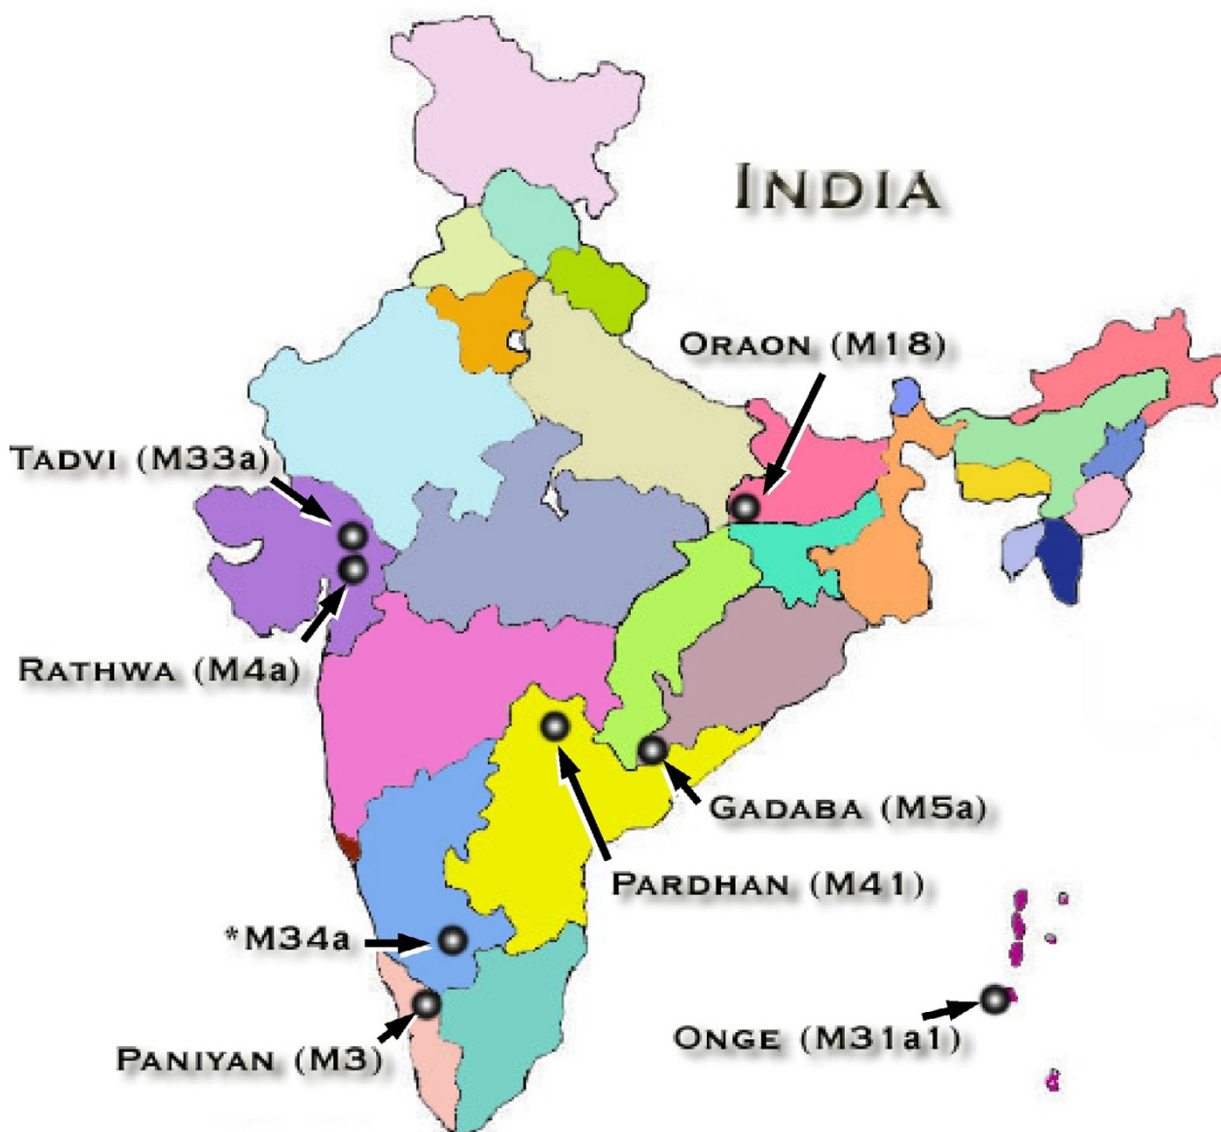 INDIA
ORAON (M18)
TADVI (M33a)
RATHWA (M4a)
GADABA (M5a)
PARDHAN (M41)
*M34a
ONGE (M31a1)
PANIYAN (M3)